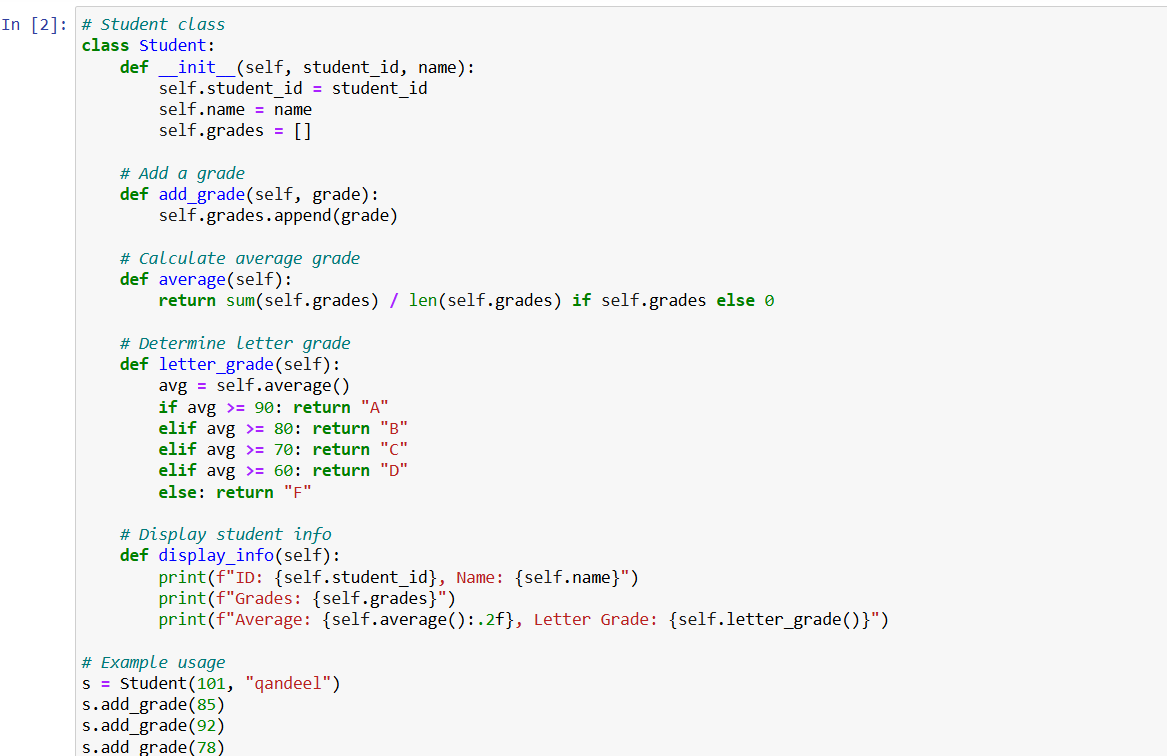 In [2]: # Student class
class Student:
    def __init__(self, student_id, name):
        self.student_id = student_id
        self.name = name
        self.grades = []

    # Add a grade
    def add_grade(self, grade):
        self.grades.append(grade)

    # Calculate average grade
    def average(self):
        return sum(self.grades) / len(self.grades) if self.grades else 0

    # Determine letter grade
    def letter_grade(self):
        avg = self.average()
        if avg >= 90: return "A"
        elif avg >= 80: return "B"
        elif avg >= 70: return "C"
        elif avg >= 60: return "D"
        else: return "F"

    # Display student info
    def display_info(self):
        print(f"ID: {self.student_id}, Name: {self.name}")
        print(f"Grades: {self.grades}")
        print(f"Average: {self.average():.2f}, Letter Grade: {self.letter_grade()}")

# Example usage
s = Student(101, "qandeel")
s.add_grade(85)
s.add_grade(92)
s.add_grade(78)